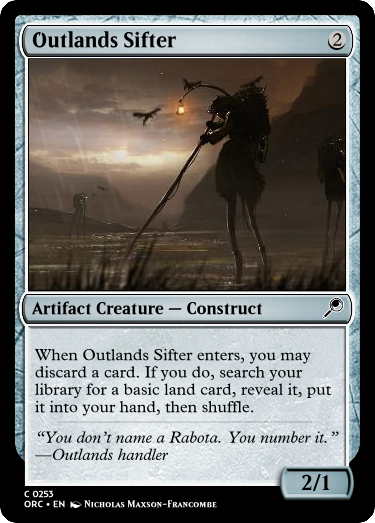 Outlands Sifter 2
Artifact Creature — Construct
When Outlands Sifter enters, you may
discard a card. If you do, search your
library for a basic land card, reveal it, put
it into your hand, then shuffle.
“You don’t name a Rabota. You number it.”
—Outlands handler
2/1
C 0253
ORC • EN Nicholas Maxson-Francombe